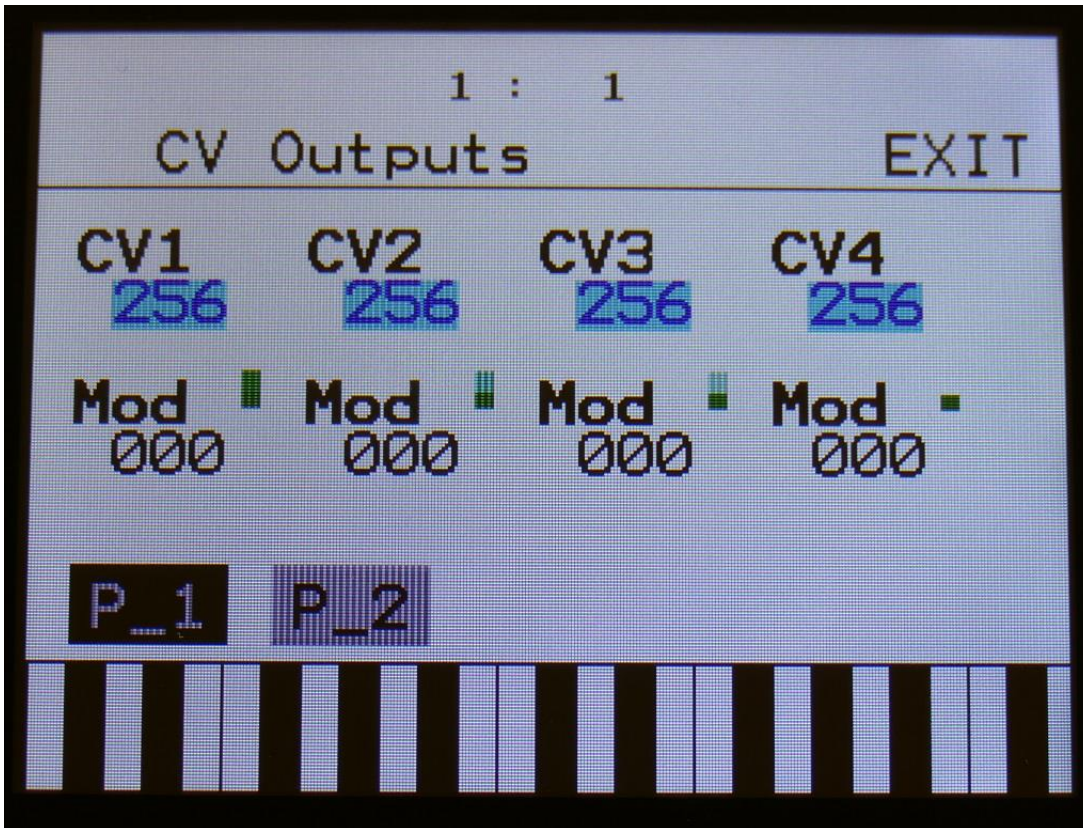 1 : 1
CV Outputs EXIT
CV1 CV2 CV3 CV4
256 256 256 256
Mod Mod Mod Mod
000 000 000 000
P_1 P_2